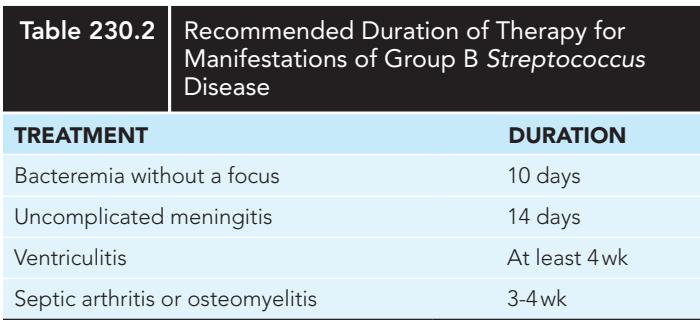 Table 230.2
Recommended Duration of Therapy for
Manifestations of Group B Streptococcus
Disease
TREATMENT DURATION
Bacteremia without a focus 10 days
Uncomplicated meningitis 14 days
Ventriculitis At least 4 wk
Septic arthritis or osteomyelitis 3-4 wk